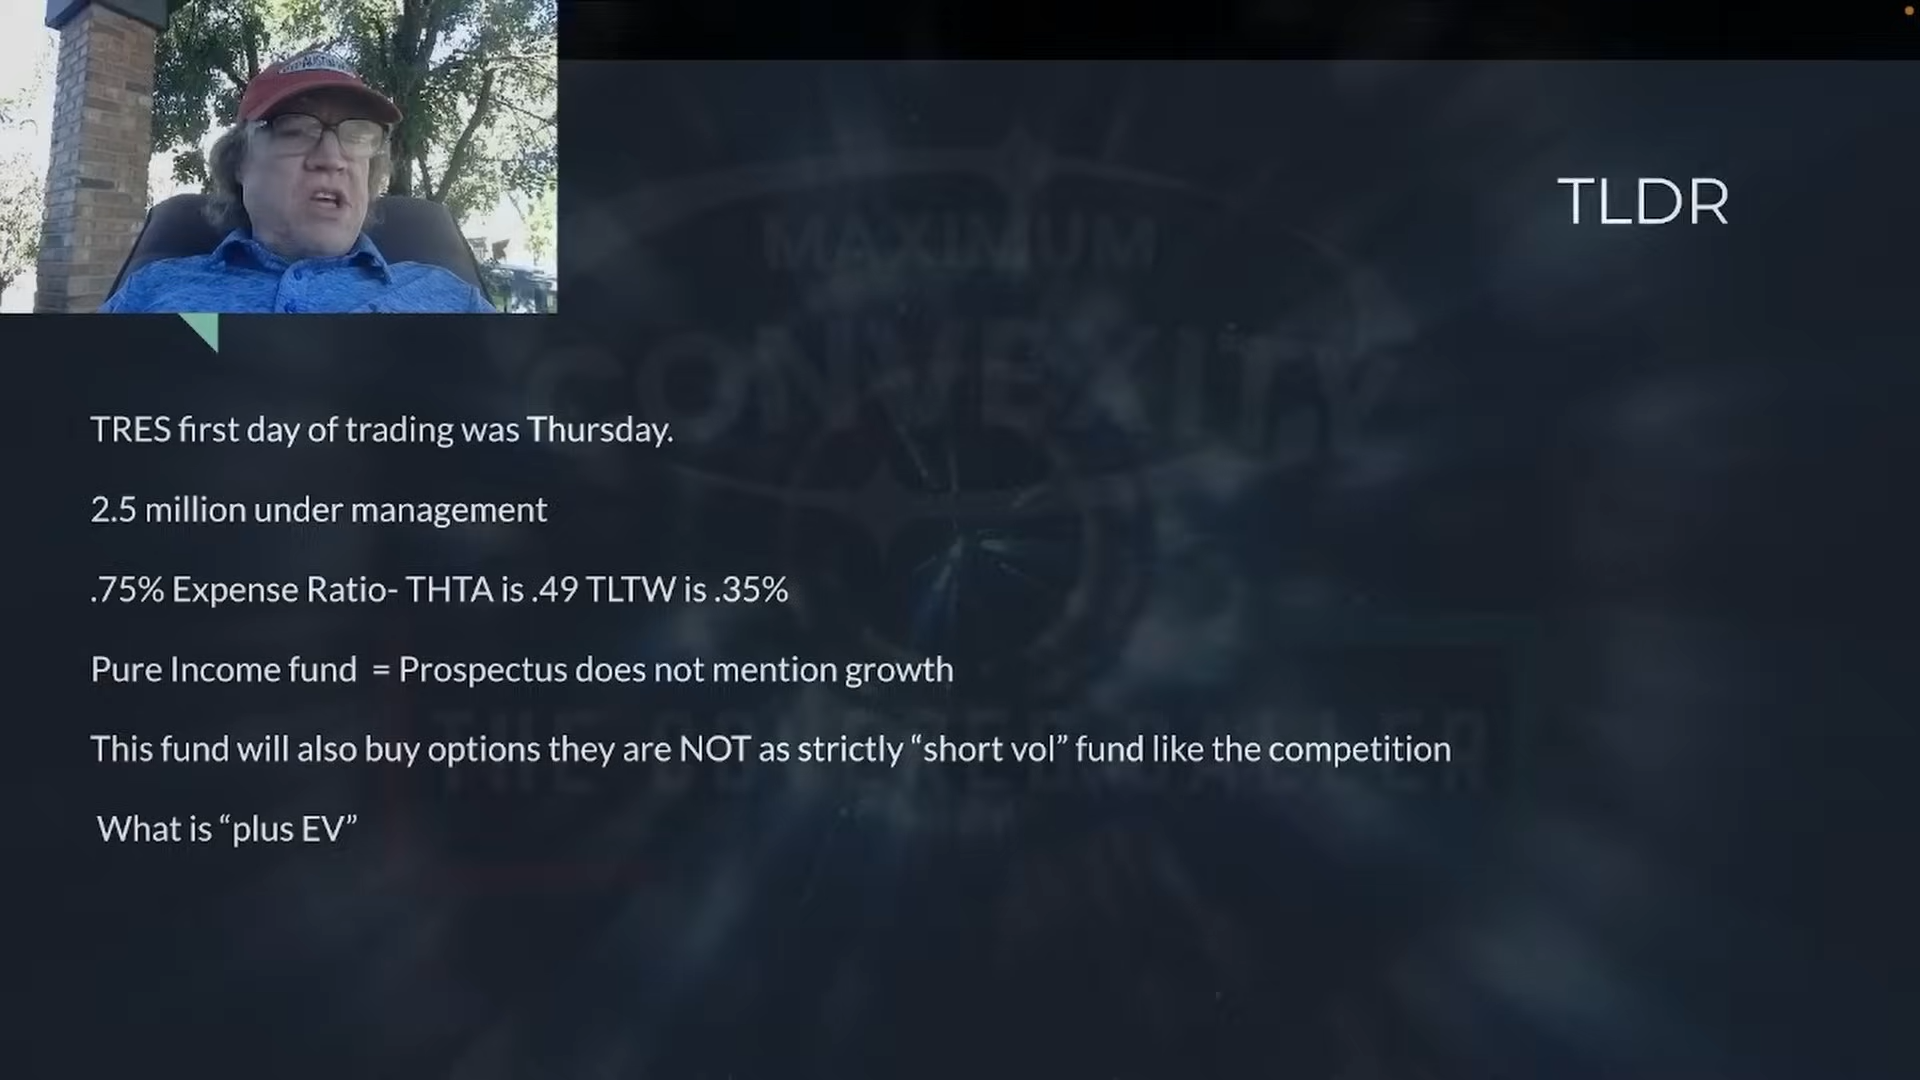 TLDR
MAXIMUM
CONVEXITY
TRES first day of trading was Thursday.
2.5 million under management
.75% Expense Ratio- THTA is .49 TLTW is .35%
Pure Income fund = Prospectus does not mention growth
This fund will also buy options they are NOT as strictly “short vol” fund like the competition
What is “plus EV”